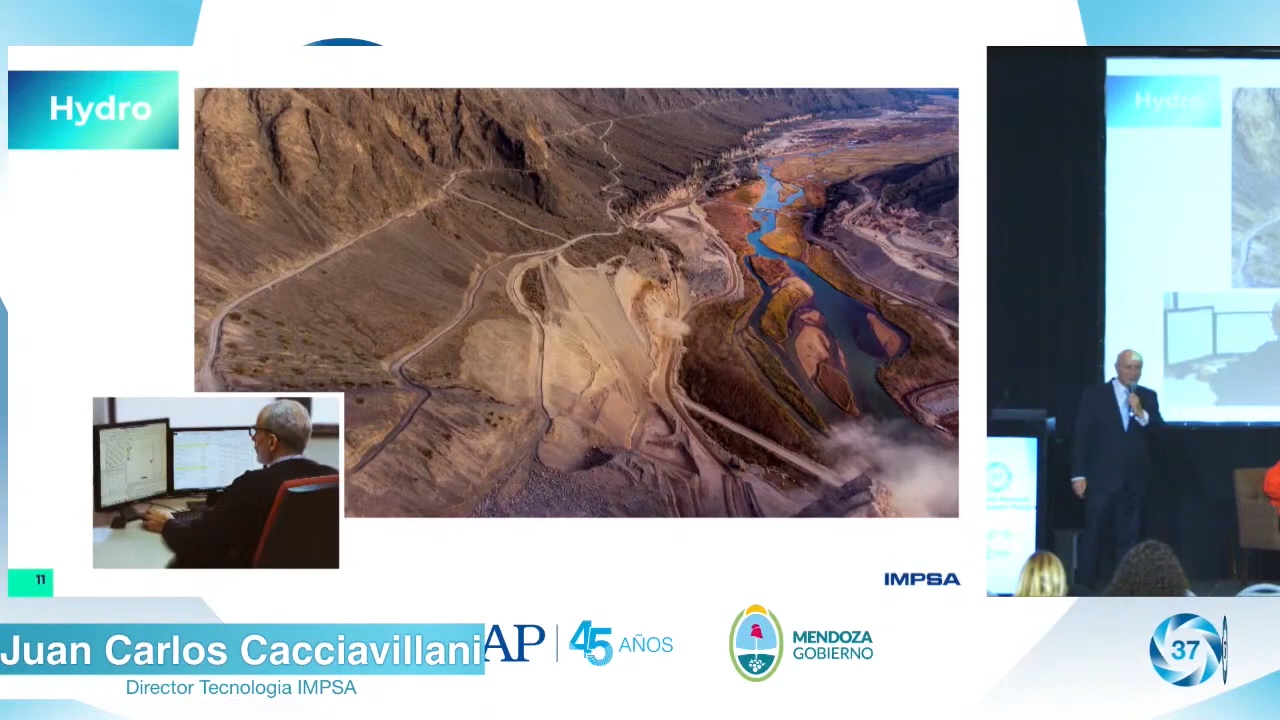 Hydro
Hydro
11
IMPSA
Juan Carlos Cacciavillani
Director Tecnologia IMPSA
AP
45 AÑOS
MENDOZA
GOBIERNO
37